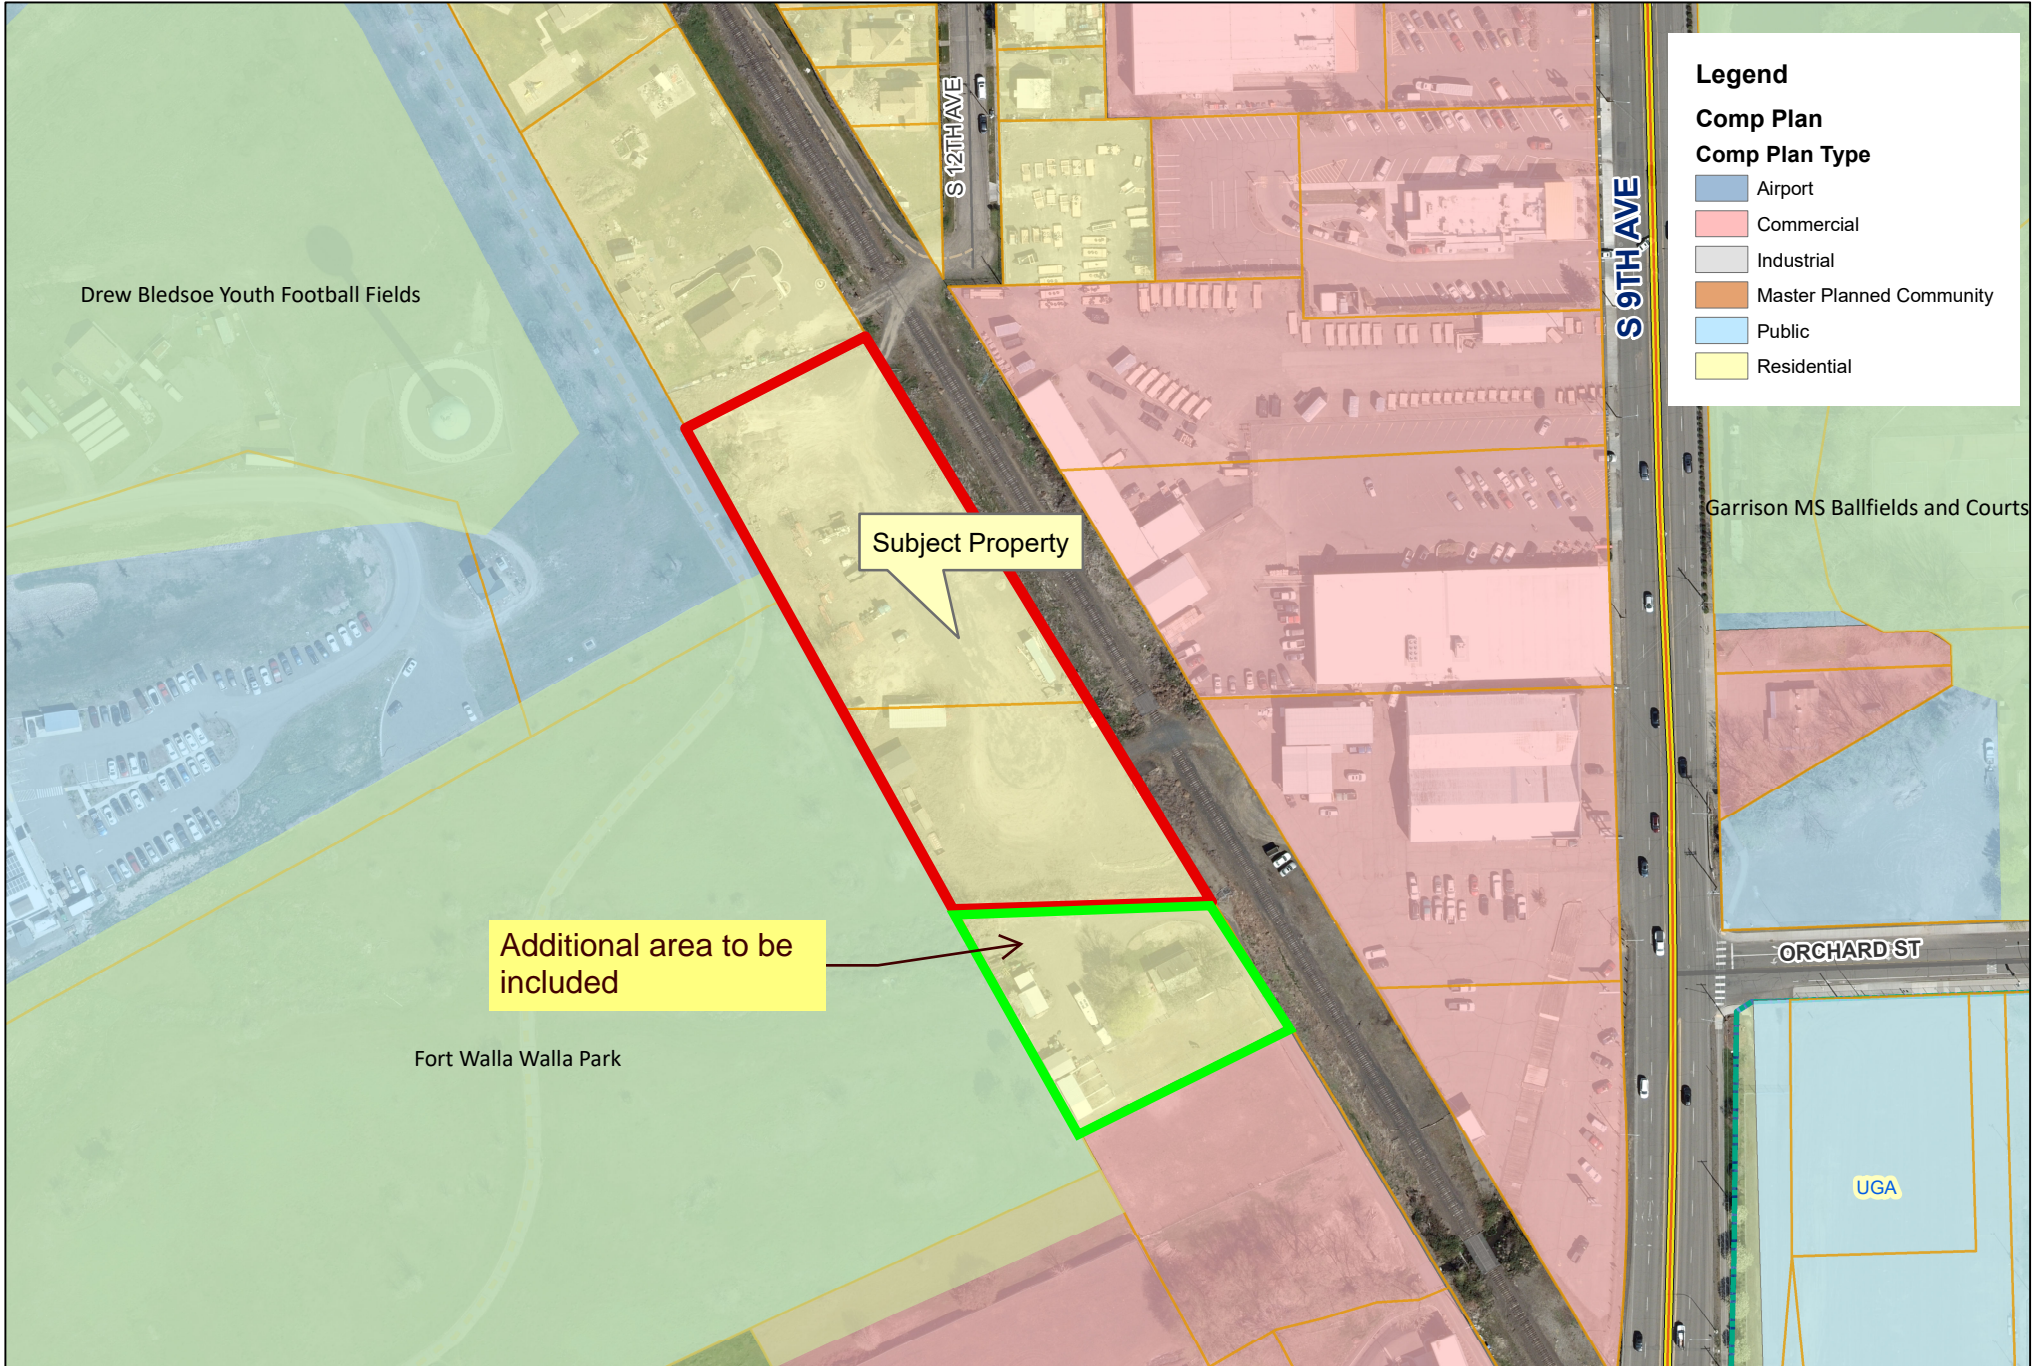 Legend
Comp Plan
Comp Plan Type
Airport
Commercial
Industrial
Master Planned Community
Public
Residential
S 12TH AVE
S 9TH AVE
Drew Bledsoe Youth Football Fields
Garrison MS Ballfields and Courts
Subject Property
Additional area to be
included
ORCHARD ST
Fort Walla Walla Park
UGA